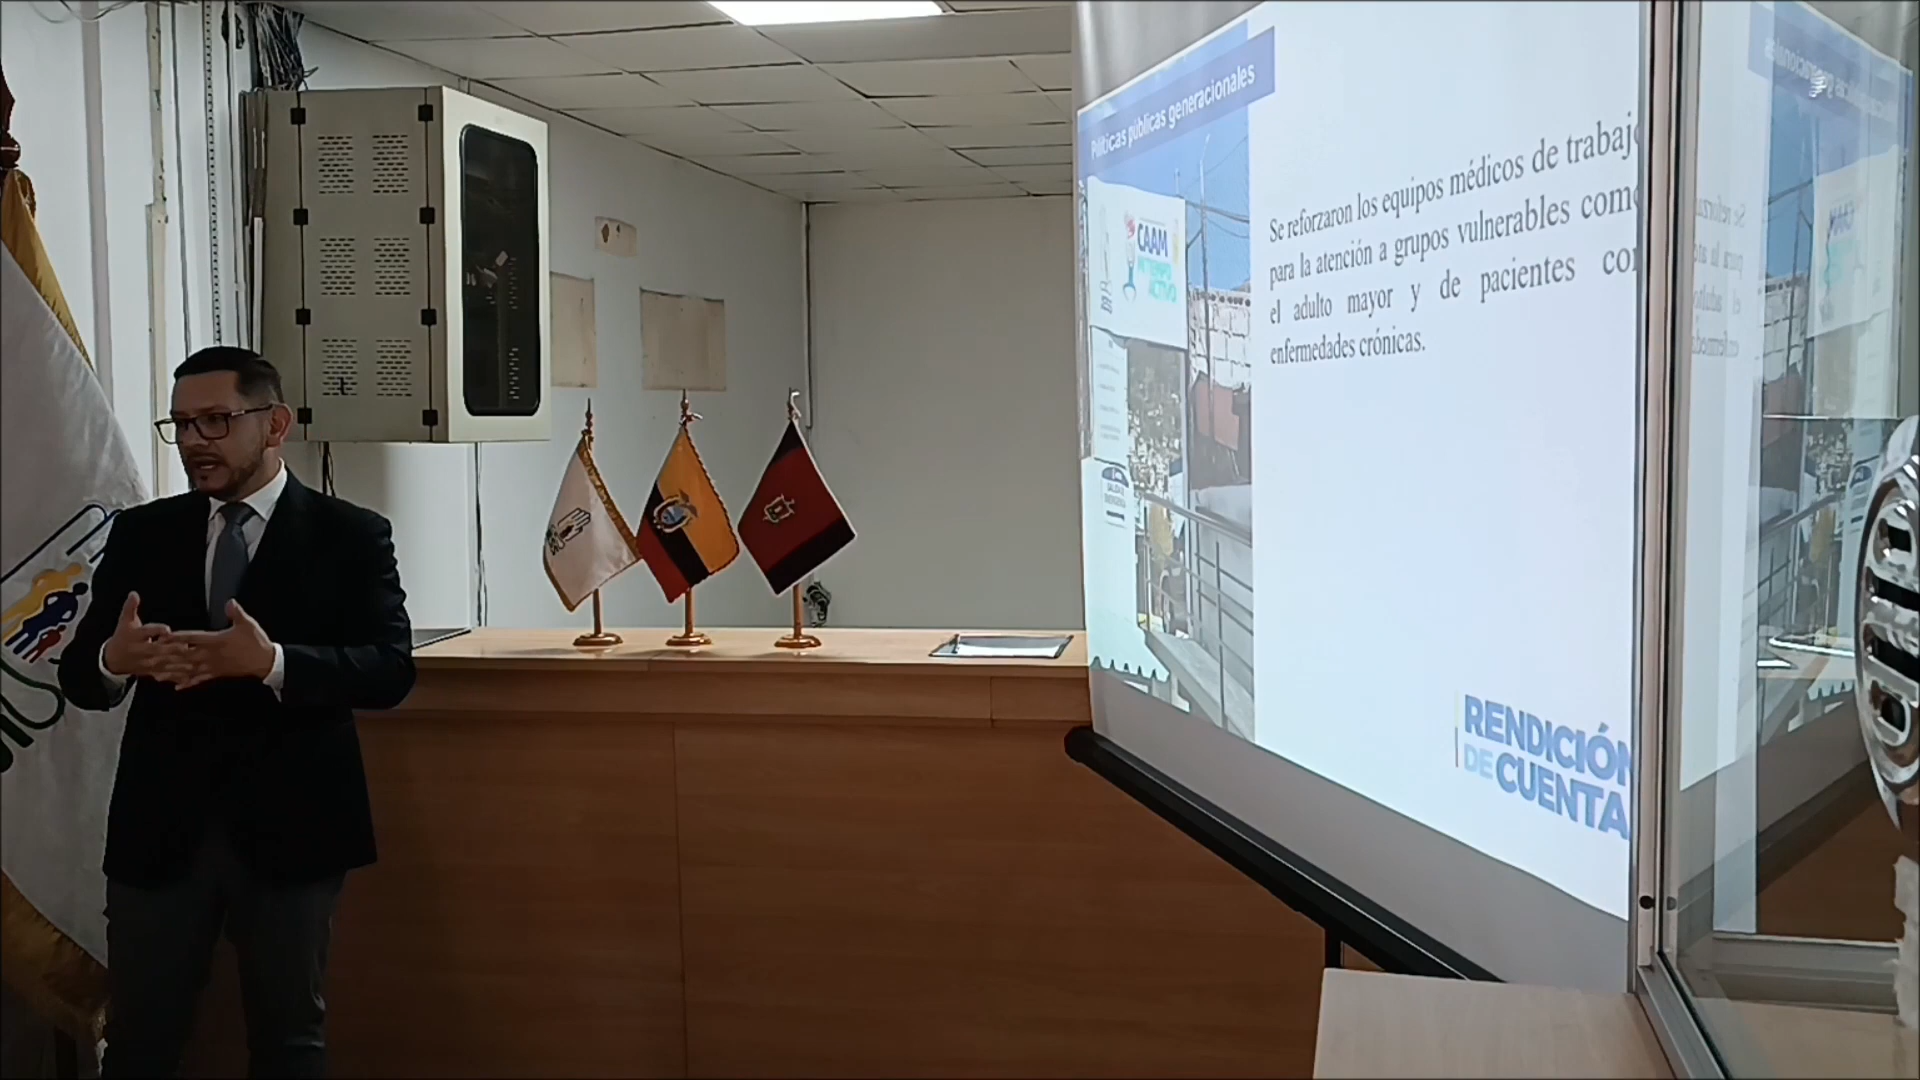 Políticas públicas generacionales
Se reforzaron los equipos médicos de trabajo
para la atención a grupos vulnerables como
el adulto mayor y de pacientes con
enfermedades crónicas.
CAAM
RENDICIÓN
DE CUENTA